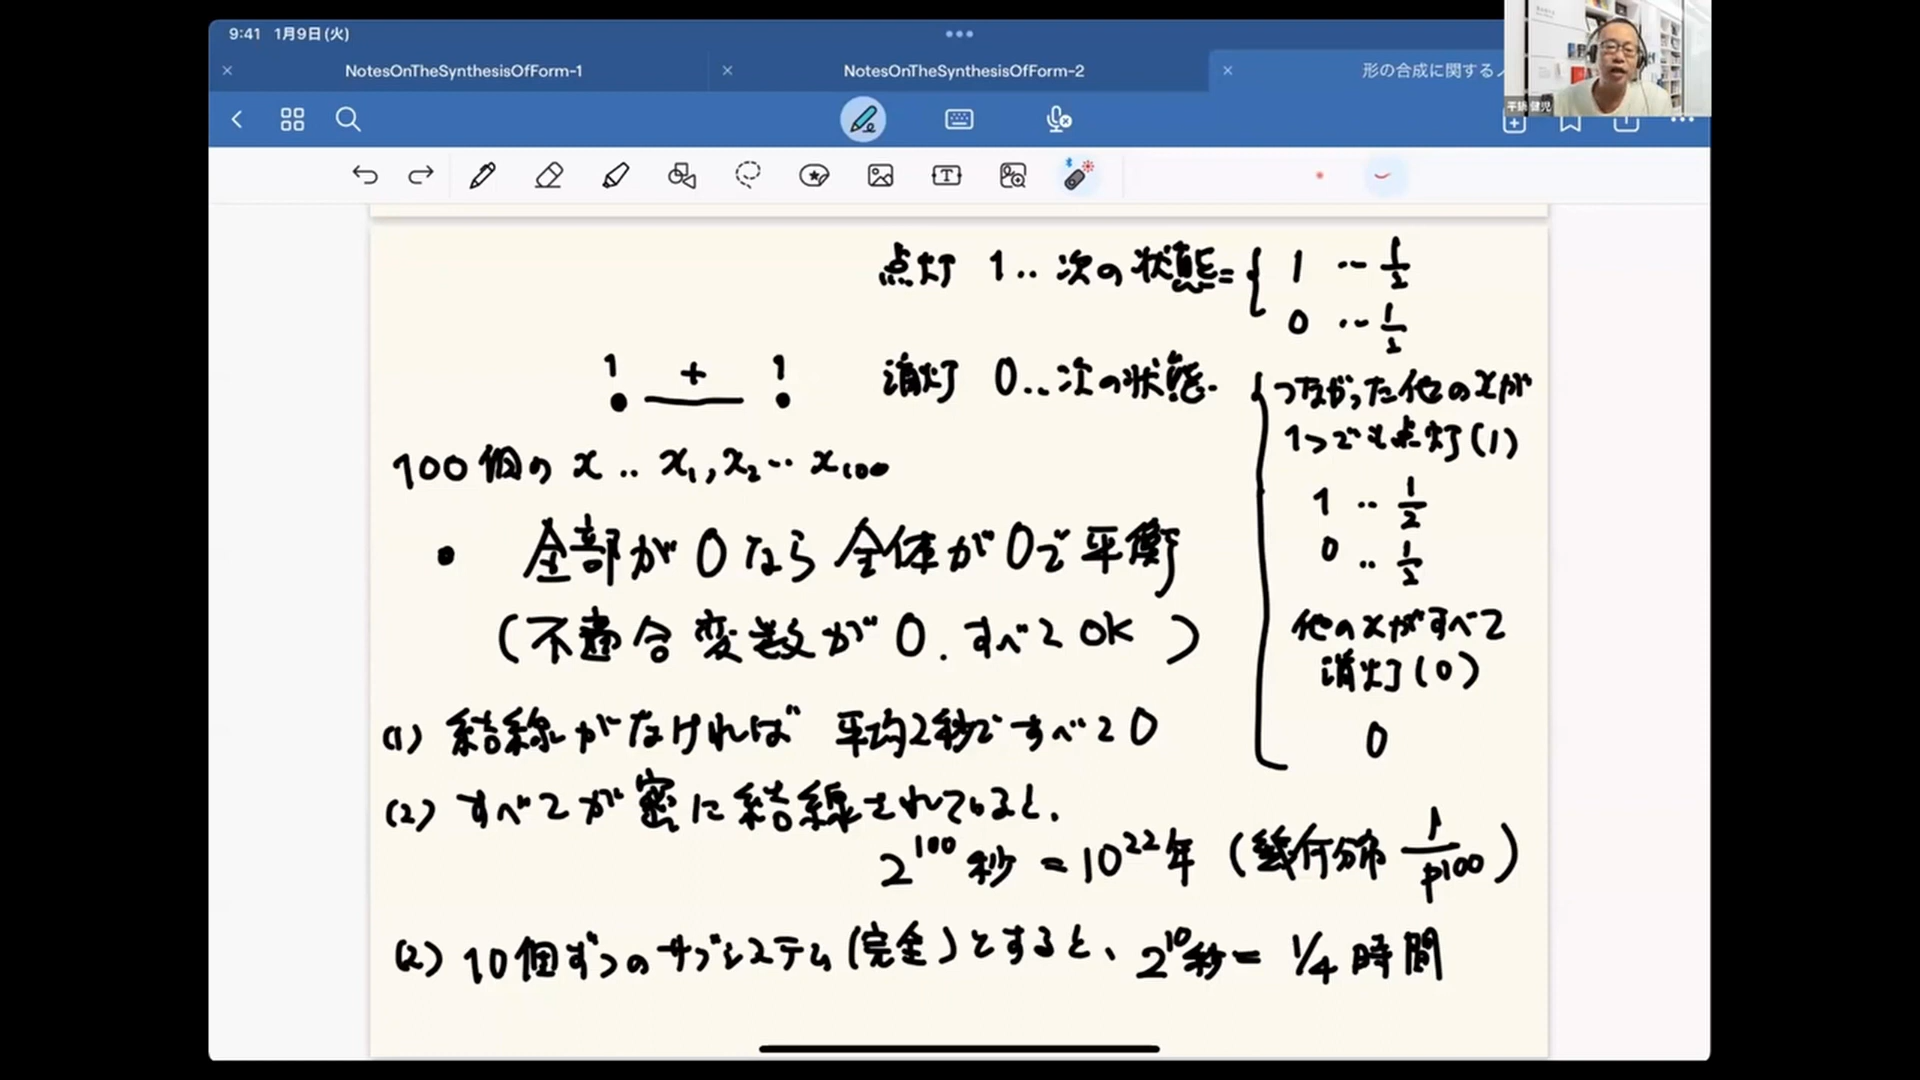 9:41 1月9日(火)
NotesOnTheSynthesisOfForm-1
NotesOnTheSynthesisOfForm-2
形の合成に関するノ
平鍋 健児
点灯 1‥次の状態={ 1 ‥ 1/2
0 ‥ 1/2
1 + 1
消灯 0‥次の状態
つながった他のxが
1つでも点灯(1)
1 ‥ 1/2
0 ‥ 1/2
他のxがすべて
消灯(0)
0
100個の x‥ x₁, x₂ ‥ x₁₀₀
• 全部が0なら全体が0で平衡
(不適合変数が0. すべてOK)
(1) 結線がなければ 平均2秒ですべて0
(2) すべてが密に結線されていると、
2¹⁰⁰秒 = 10²²年 (幾何分布 1/p100)
(2) 10個ずつのサブシステム(完全)とすると、2¹⁰秒= 1/4時間